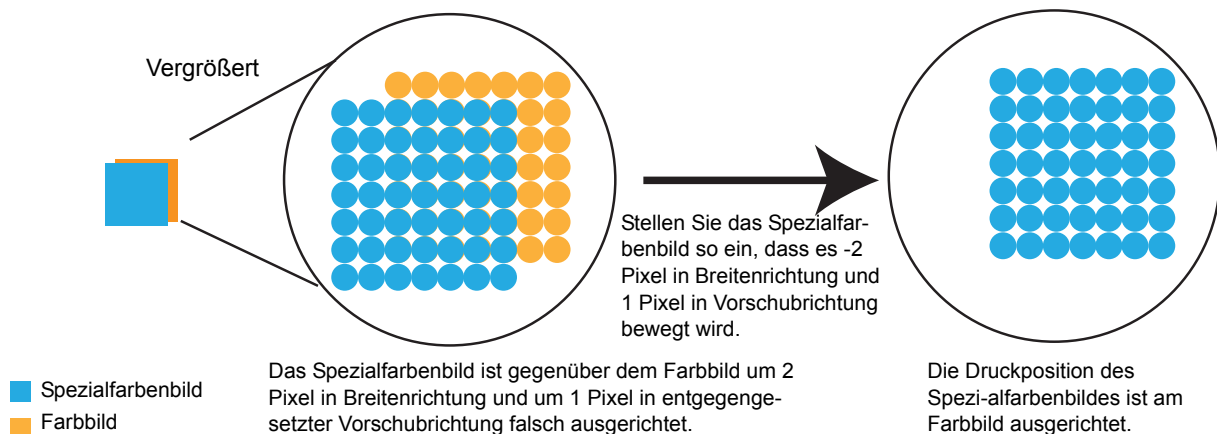 Vergrößert
Stellen Sie das Spezialfar-
benbild so ein, dass es -2
Pixel in Breitenrichtung und
1 Pixel in Vorschubrichtung
bewegt wird.
Spezialfarbenbild
Farbbild
Das Spezialfarbenbild ist gegenüber dem Farbbild um 2
Pixel in Breitenrichtung und um 1 Pixel in entgegenge-
setzter Vorschubrichtung falsch ausgerichtet.
Die Druckposition des
Spezi-alfarbenbildes ist am
Farbbild ausgerichtet.